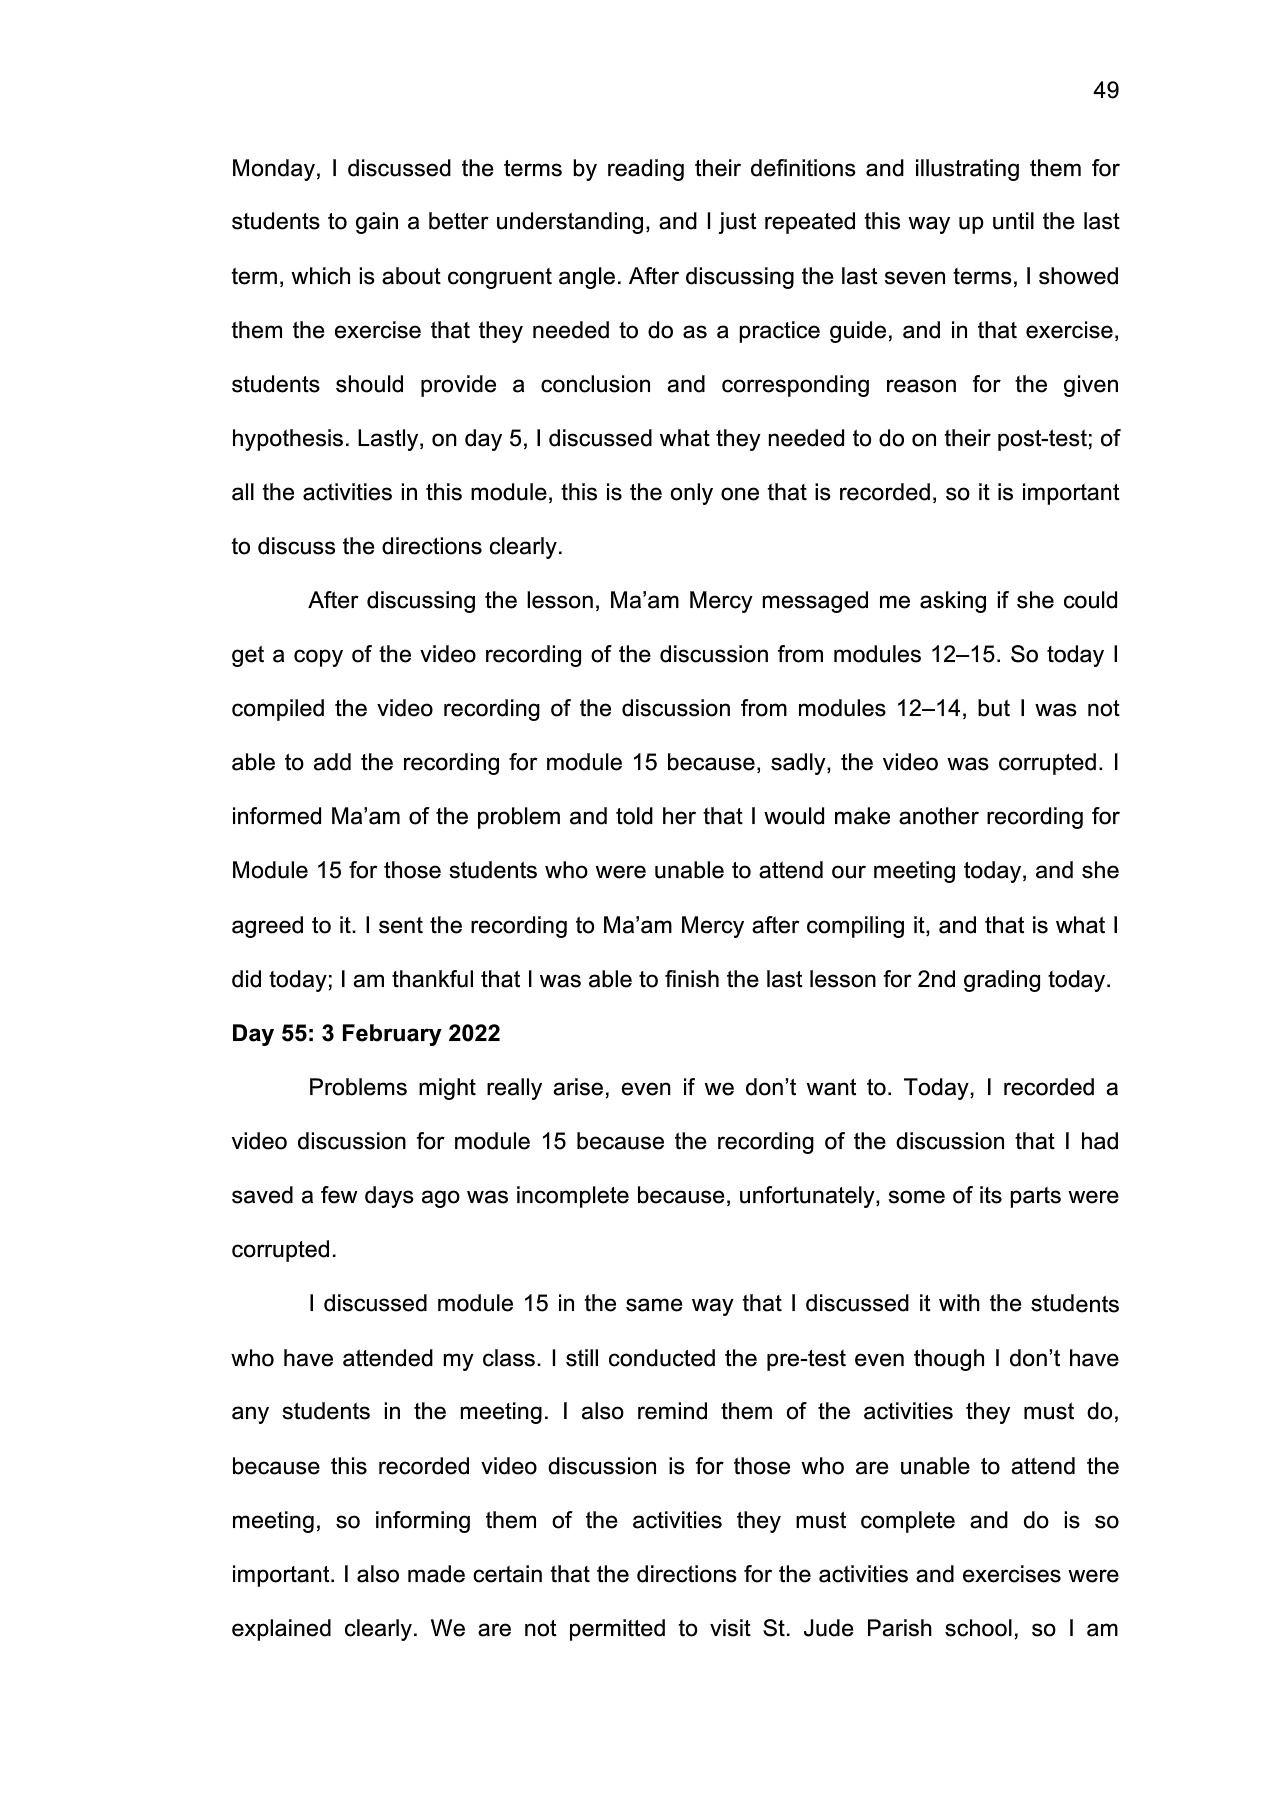 49
Monday, I discussed the terms by reading their definitions and illustrating them for
students to gain a better understanding, and I just repeated this way up until the last
term, which is about congruent angle. After discussing the last seven terms, I showed
them the exercise that they needed to do as a practice guide, and in that exercise,
students should provide a conclusion and corresponding reason for the given
hypothesis. Lastly, on day 5, I discussed what they needed to do on their post-test; of
all the activities in this module, this is the only one that is recorded, so it is important
to discuss the directions clearly.
After discussing the lesson, Ma’am Mercy messaged me asking if she could
get a copy of the video recording of the discussion from modules 12–15. So today I
compiled the video recording of the discussion from modules 12–14, but I was not
able to add the recording for module 15 because, sadly, the video was corrupted. I
informed Ma’am of the problem and told her that I would make another recording for
Module 15 for those students who were unable to attend our meeting today, and she
agreed to it. I sent the recording to Ma’am Mercy after compiling it, and that is what I
did today; I am thankful that I was able to finish the last lesson for 2nd grading today.
Day 55: 3 February 2022
Problems might really arise, even if we don’t want to. Today, I recorded a
video discussion for module 15 because the recording of the discussion that I had
saved a few days ago was incomplete because, unfortunately, some of its parts were
corrupted.
I discussed module 15 in the same way that I discussed it with the students
who have attended my class. I still conducted the pre-test even though I don’t have
any students in the meeting. I also remind them of the activities they must do,
because this recorded video discussion is for those who are unable to attend the
meeting, so informing them of the activities they must complete and do is so
important. I also made certain that the directions for the activities and exercises were
explained clearly. We are not permitted to visit St. Jude Parish school, so I am